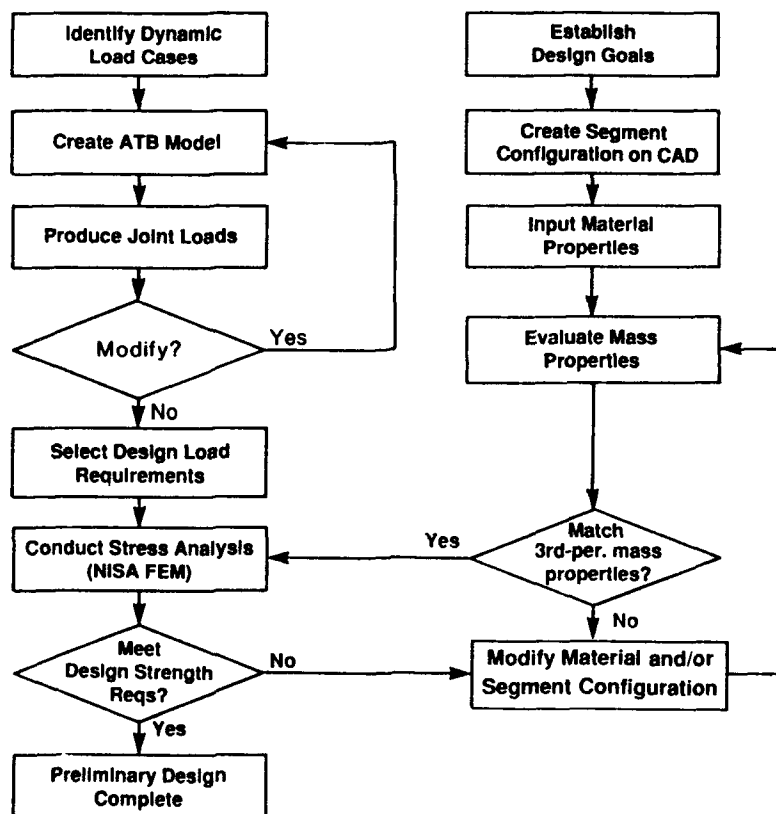 Identify Dynamic
Load Cases
Create ATB Model
Produce Joint Loads
Modify?
Yes
No
Select Design Load
Requirements
Conduct Stress Analysis
(NISA FEM)
Meet
Design Strength
Reqs?
No
Yes
Preliminary Design
Complete
Establish
Design Goals
Create Segment
Configuration on CAD
Input Material
Properties
Evaluate Mass
Properties
Match
3rd-per. mass
properties?
Yes
No
Modify Material and/or
Segment Configuration